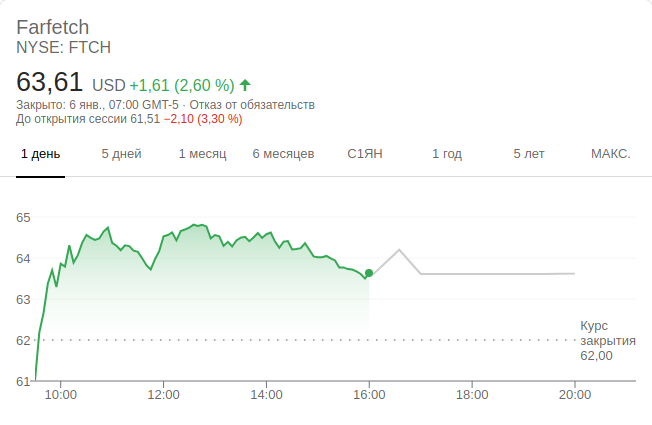 Farfetch
NYSE: FTCH
63,61 USD +1,61 (2,60 %)
Закрыто: 6 янв., 07:00 GMT-5 · Отказ от обязательств
До открытия сессии 61,51 −2,10 (3,30 %)
1 день 5 дней 1 месяц 6 месяцев С1ЯН 1 год 5 лет МАКС.
65
64
63
62
61
Курс
закрытия
62,00
10:00 12:00 14:00 16:00 18:00 20:00